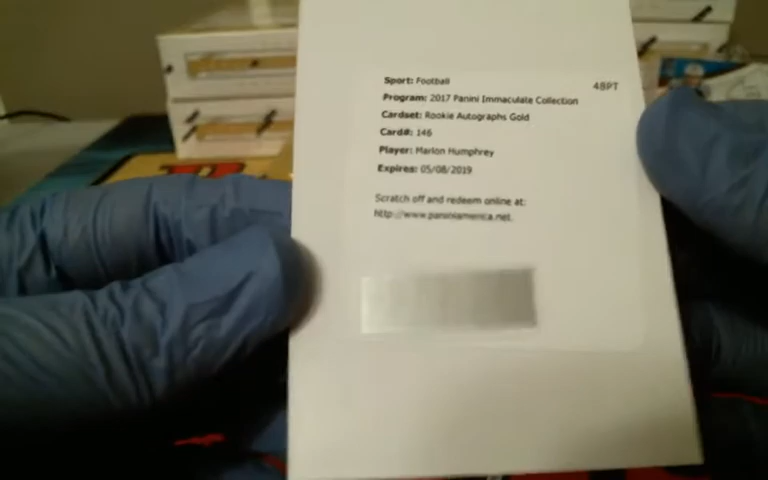 48PT
Sport: Football
Program: 2017 Panini Immaculate Collection
Cardset: Rookie Autographs Gold
Card#: 146
Player: Marlon Humphrey
Expires: 05/08/2019
Scratch off and redeem online at:
http://www.paniniamerica.net.